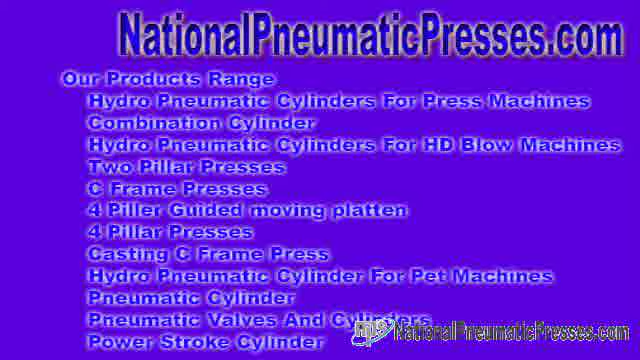 NationalPneumaticPresses.com
Our Products Range
Hydro Pneumatic Cylinders For Press Machines
Combination Cylinder
Hydro Pneumatic Cylinders For HD Blow Machines
Two Pillar Presses
C Frame Presses
4 Piller Guided moving platten
4 Pillar Presses
Casting C Frame Press
Hydro Pneumatic Cylinder For Pet Machines
Pneumatic Cylinder
Pneumatic Valves And Cylinders
NationalPneumaticPresses.com
Power Stroke Cylinder